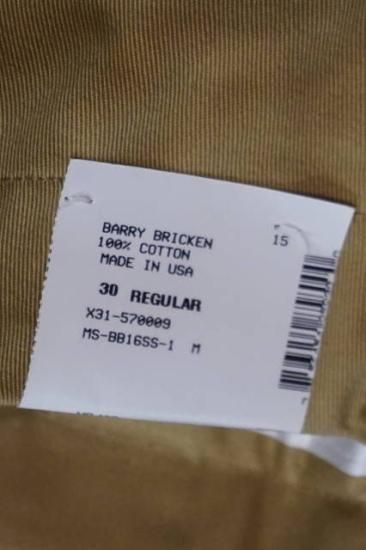 BARRY BRICKEN
15
100% COTTON
MADE IN USA
30 REGULAR
X31-570009
MS-BB16SS-1 M